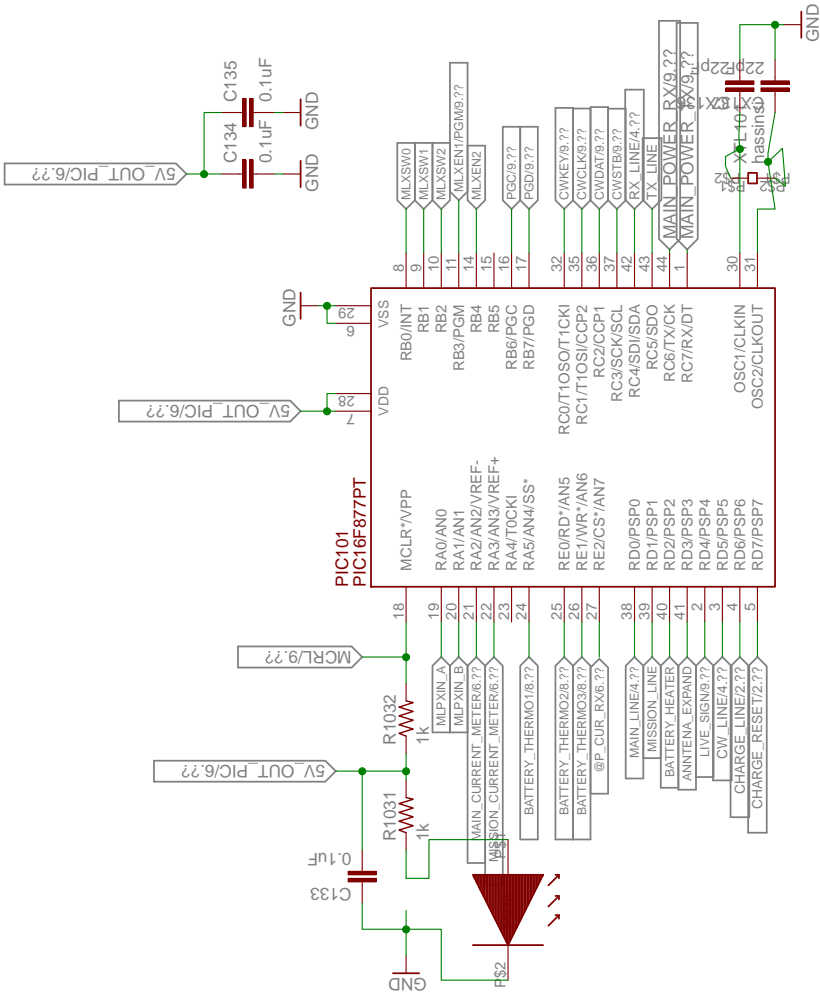 GND
5V_OUT_PIC/6.??
C135
0.1uF
GND
C134
0.1uF
GND
MLXSW0
MLXSW1
MLXSW2
MLXEN1/PGM/9.??
MLXEN2
PGC/9.??
PGD/9.??
CWKEY/9.??
CWCLK/9.??
CWDAT/9.??
CWSTB/9.??
RX_LINE/4.??
TX_LINE
MAIN_POWER_RX/9.??
MAIN_POWER_RX/9.??
22pF
22pF
8
9
10
11
14
15
16
17
32
35
36
37
42
43
44
1
30
31
GND
29
6
VSS
5V_OUT_PIC/6.??
28
7
VDD
RB0/INT
RB1
RB2
RB3/PGM
RB4
RB5
RB6/PGC
RB7/PGD
RC0/T1OSO/T1CKI
RC1/T1OSI/CCP2
RC2/CCP1
RC3/SCK/SCL
RC4/SDI/SDA
RC5/SDO
RC6/TX/CK
RC7/RX/DT
OSC1/CLKIN
OSC2/CLKOUT
PIC101
PIC16F877PT
MCLR*/VPP
RA0/AN0
RA1/AN1
RA2/AN2/VREF-
RA3/AN3/VREF+
RA4/T0CKI
RA5/AN4/SS*
RE0/RD*/AN5
RE1/WR*/AN6
RE2/CS*/AN7
RD0/PSP0
RD1/PSP1
RD2/PSP2
RD3/PSP3
RD4/PSP4
RD5/PSP5
RD6/PSP6
RD7/PSP7
18
19
20
21
22
23
24
25
26
27
38
39
40
41
2
3
4
5
MCRL/9.??
MLPXIN_A
MLPXIN_B
MAIN_CURRENT_METER/6.??
MISSION_CURRENT_METER/6.??
BATTERY_THERMO1/8.??
BATTERY_THERMO2/8.??
BATTERY_THERMO3/8.??
@P_CUR_RX/6.??
MAIN_LINE/4.??
MISSION_LINE
BATTERY_HEATER
ANNTENA_EXPAND
LIVE_SIGN/9.??
CW_LINE/4.??
CHARGE_LINE/2.??
CHARGE_RESET/2.??
R1032
1k
5V_OUT_PIC/6.??
R1031
1k
0.1uF
C133
P$2
GND